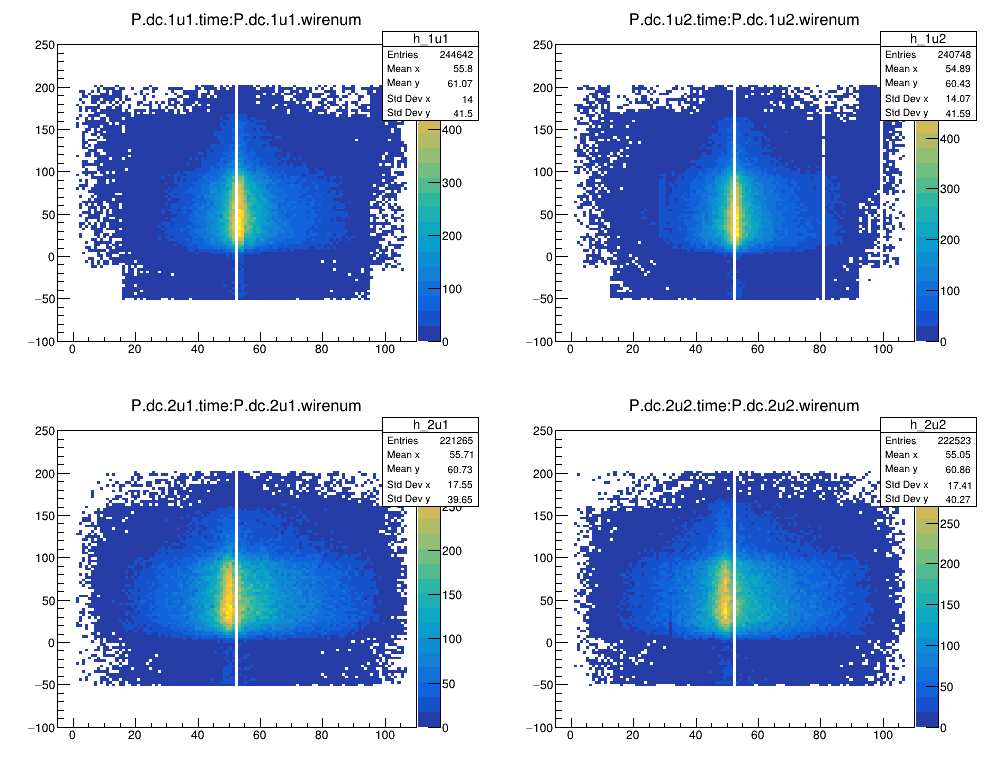 P.dc.1u1.time:P.dc.1u1.wirenum
h_1u1
Entries 244642
Mean x 55.8
Mean y 61.07
Std Dev x 14
Std Dev y 41.5
250
200
150
100
50
0
−50
−100
0 20 40 60 80 100
400
300
200
100
0
P.dc.1u2.time:P.dc.1u2.wirenum
h_1u2
Entries 240748
Mean x 54.89
Mean y 60.43
Std Dev x 14.07
Std Dev y 41.59
250
200
150
100
50
0
−50
−100
0 20 40 60 80 100
400
300
200
100
0
P.dc.2u1.time:P.dc.2u1.wirenum
h_2u1
Entries 221265
Mean x 55.71
Mean y 60.73
Std Dev x 17.55
Std Dev y 39.65
250
200
150
100
50
0
−50
−100
0 20 40 60 80 100
250
200
150
100
50
0
P.dc.2u2.time:P.dc.2u2.wirenum
h_2u2
Entries 222523
Mean x 55.05
Mean y 60.86
Std Dev x 17.41
Std Dev y 40.27
250
200
150
100
50
0
−50
−100
0 20 40 60 80 100
250
200
150
100
50
0